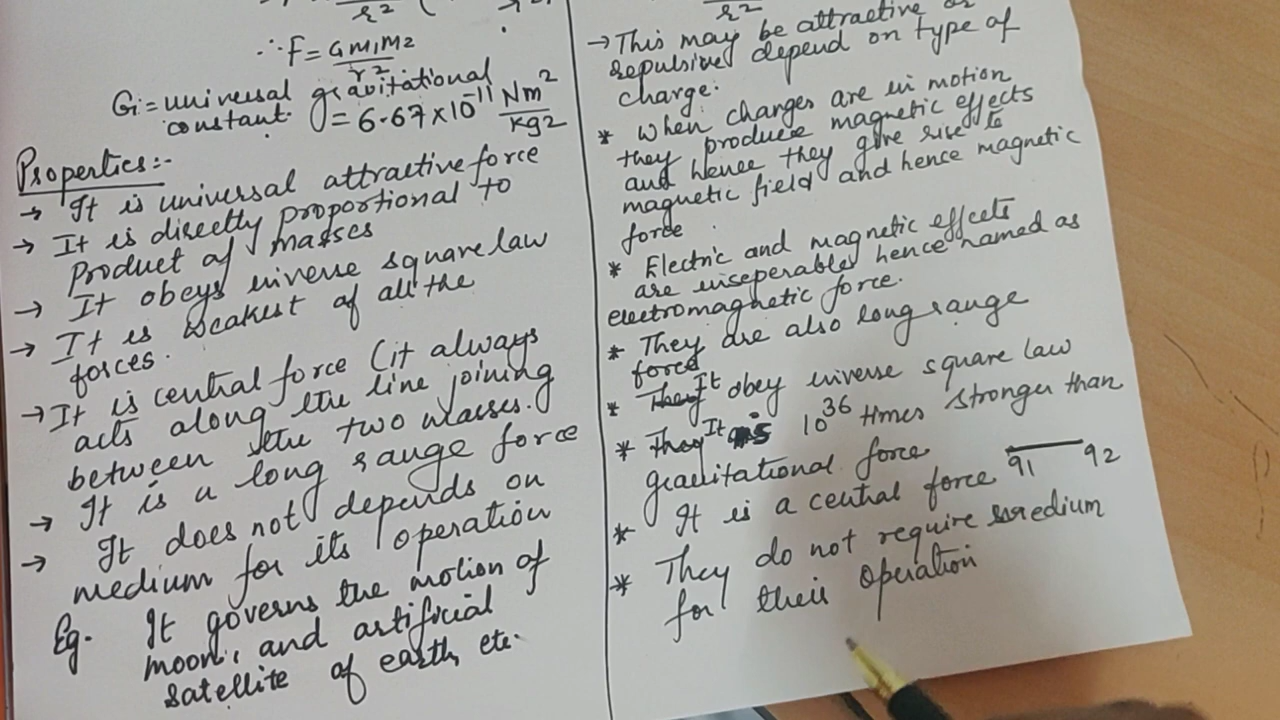 r2
∴ F = Gm1m2
r2
G = universal gravitational
constant. = 6.67×10^-11 Nm^2
kg2
Properties:-
→ It is universal attractive force
→ It is directly proportional to
Product of masses
→ It obeys inverse square law
→ It is weakest of all the
forces.
→ It is central force (it always
acts along the line joining
between the two masses.
→ It is a long range force
→ It does not depends on
medium for its operation
Eg. It governs the motion of
moon, and artificial
satellite of earth, etc.
r2
→ This may be attractive or
repulsive depend on type of
charge.
* When charges are in motion
they produce magnetic effects
and hence they give rise to
magnetic field and hence magnetic
force
* Electric and magnetic effects
are inseperable, hence named as
electromagnetic force.
* They are also long range
force
* They It obey inverse square law
* They It is 10^36 times stronger than
gravitational force
* It is a central force q1 q2
* They do not require medium
for their operation